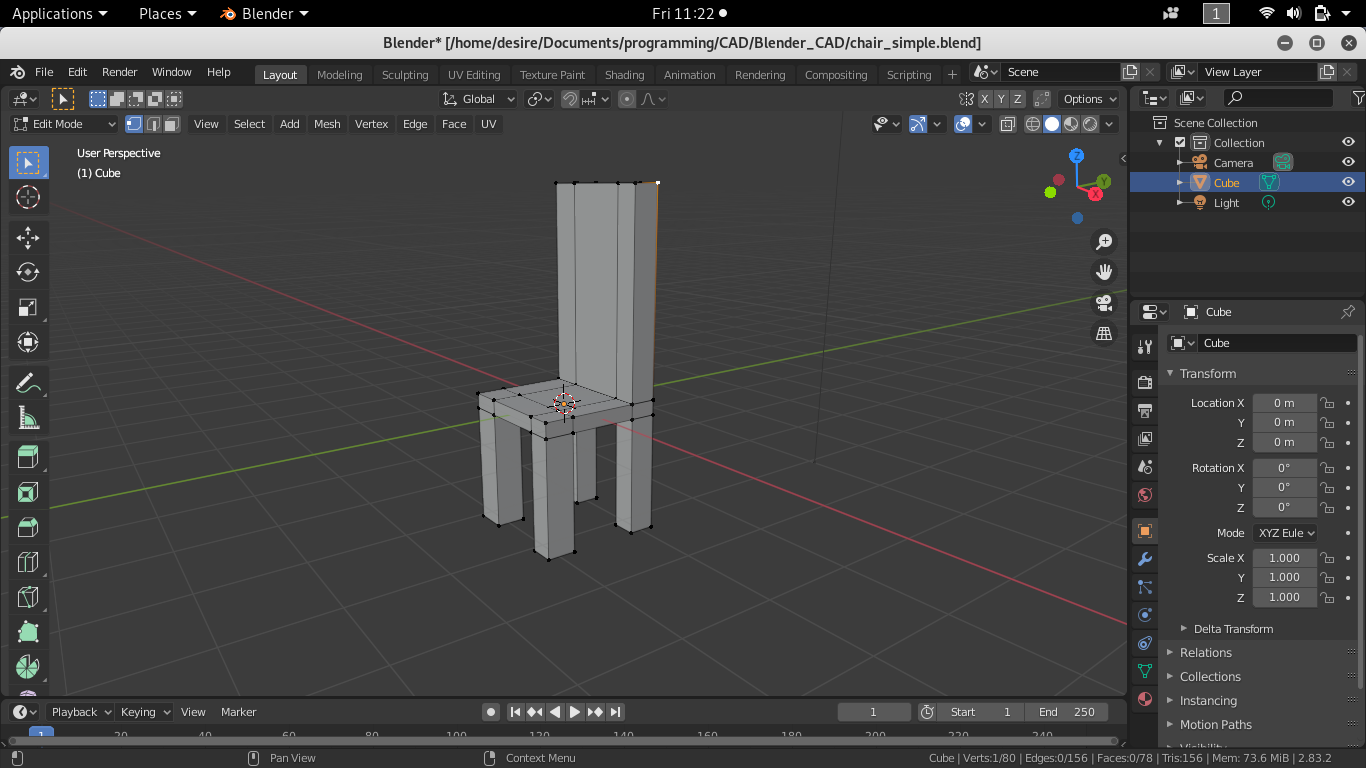 Applications Places Blender Fri 11:22 1
Blender* [/home/desire/Documents/programming/CAD/Blender_CAD/chair_simple.blend]
File Edit Render Window Help Layout Modeling Sculpting UV Editing Texture Paint Shading Animation Rendering Compositing Scripting + Scene View Layer
Global X Y Z Options
Edit Mode View Select Add Mesh Vertex Edge Face UV
User Perspective
(1) Cube
Z
Y
X
Scene Collection
Collection
Camera
Cube
Light
Cube
Cube
Transform
Location X 0 m
Y 0 m
Z 0 m
Rotation X 0°
Y 0°
Z 0°
Mode XYZ Eule
Scale X 1.000
Y 1.000
Z 1.000
Delta Transform
Relations
Collections
Instancing
Motion Paths
Visibility
Playback Keying View Marker 1 Start 1 End 250
1 20 40 60 80 100 120 140 160 180 200 220 240
Pan View Context Menu Cube | Verts:1/80 | Edges:0/156 | Faces:0/78 | Tris:156 | Mem: 73.6 MiB | 2.83.2